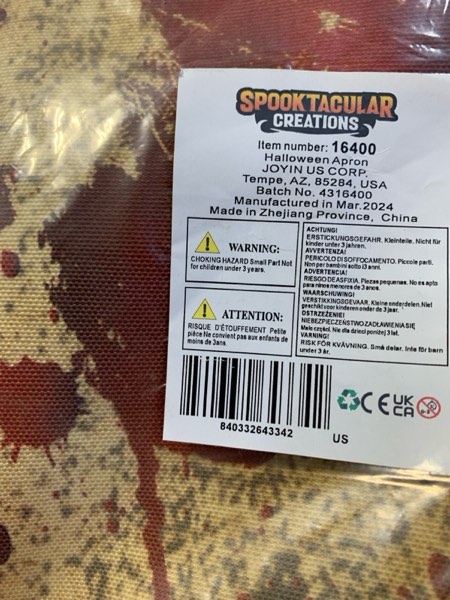 SPOOKTACULAR
CREATIONS
Item number: 16400
Halloween Apron
JOYIN US CORP.
Tempe, AZ, 85284, USA
Batch No. 4316400
Manufactured in Mar.2024
Made in Zhejiang Province, China
WARNING:
CHOKING HAZARD Small Part Not
for children under 3 years.
ATTENTION:
RISQUE D'ÉTOUFFEMENT Petite
pièce Ne convient pas aux enfants de
moins de 3ans
ACHTUNG!
ERSTICKUNGSGEFAHR. Kleinteile. Nicht für
kinder unter 3 jahren.
AVVERTENZA!
PERICOLO DI SOFFOCAMENTO. Piccole parti.
Non per bambini sotto i3 anni.
ADVERTENCIA!
RIESGO DE ASFIXIA. Piezas pequenas. No es apto
para ninos menores de 3 anos.
WAARSCHUWING!
VERSTIKKINGSGEVAAR. Kleine onderdelen. Niet
geschikt voor kinderen onder de 3 jaar.
OSTRZEŻENIE!
NIEBEZPIECZEŃSTWO ZADŁAWIENIA SIĘ
Małe części. Nie dla dzieci poniżej 3 lat.
VARNING!
RISK FÖR KVÄVNING. Små delar. Inte för barn
under 3 år.
840332643342
US
CE
UK
CA
0-3